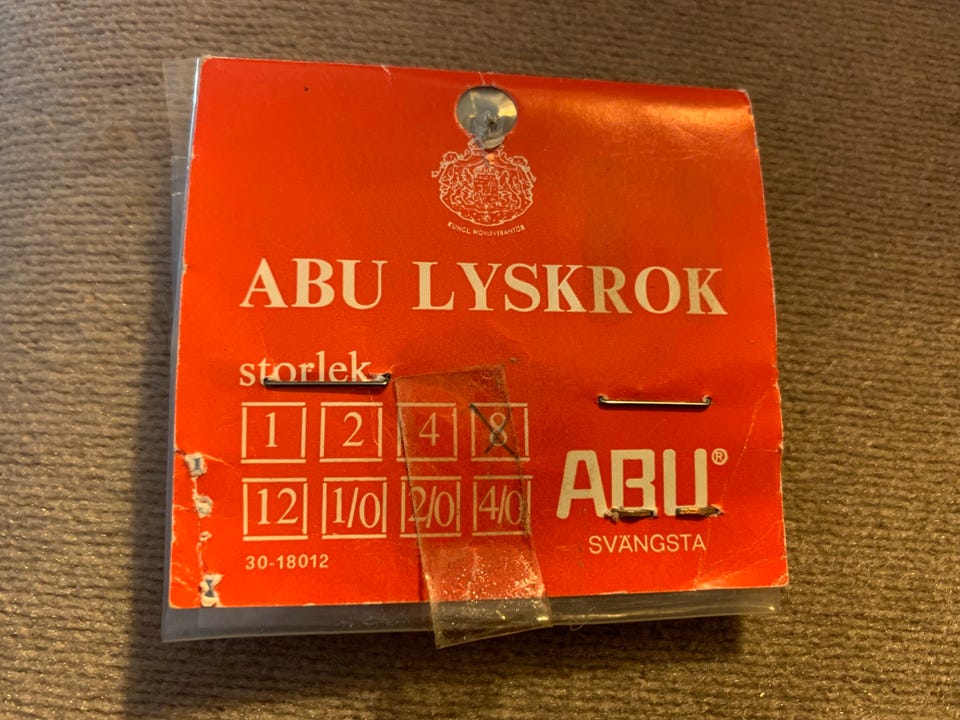 KUNGL. HOVLEVERANTÖR
ABU LYSKROK
storlek
1 2 4 8
12 1/0 2/0 4/0
30-18012
ABU®
SVÄNGSTA